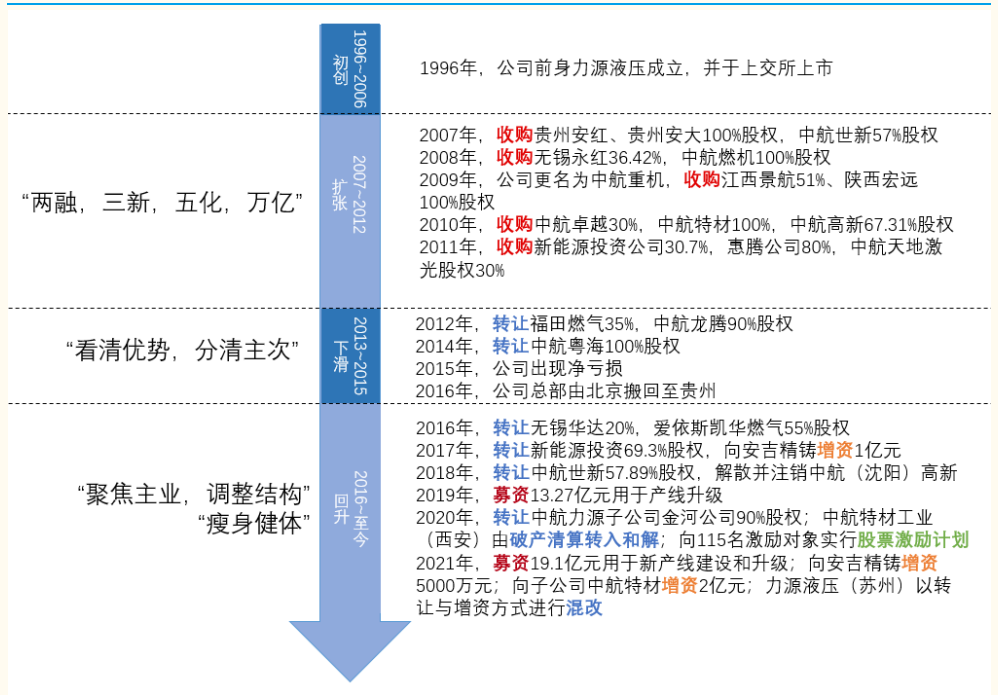 1996~2006
初创
1996年，公司前身力源液压成立，并于上交所上市
“两融，三新，五化，万亿”
2007~2012
扩张
2007年，收购贵州安红、贵州安大100%股权，中航世新57%股权
2008年，收购无锡永红36.42%，中航燃机100%股权
2009年，公司更名为中航重机，收购江西景航51%、陕西宏远
100%股权
2010年，收购中航卓越30%，中航特材100%，中航高新67.31%股权
2011年，收购新能源投资公司30.7%，惠腾公司80%，中航天地激
光股权30%
“看清优势，分清主次”
2013~2015
下滑
2012年，转让福田燃气35%，中航龙腾90%股权
2014年，转让中航粤海100%股权
2015年，公司出现净亏损
2016年，公司总部由北京搬回至贵州
“聚焦主业，调整结构”
“瘦身健体”
2016~至今
回升
2016年，转让无锡华达20%，爱依斯凯华燃气55%股权
2017年，转让新能源投资69.3%股权，向安吉精铸增资1亿元
2018年，转让中航世新57.89%股权，解散并注销中航（沈阳）高新
2019年，募资13.27亿元用于产线升级
2020年，转让中航力源子公司金河公司90%股权；中航特材工业
（西安）由破产清算转入和解；向115名激励对象实行股票激励计划
2021年，募资19.1亿元用于新产线建设和升级；向安吉精铸增资
5000万元；向子公司中航特材增资2亿元；力源液压（苏州）以转
让与增资方式进行混改